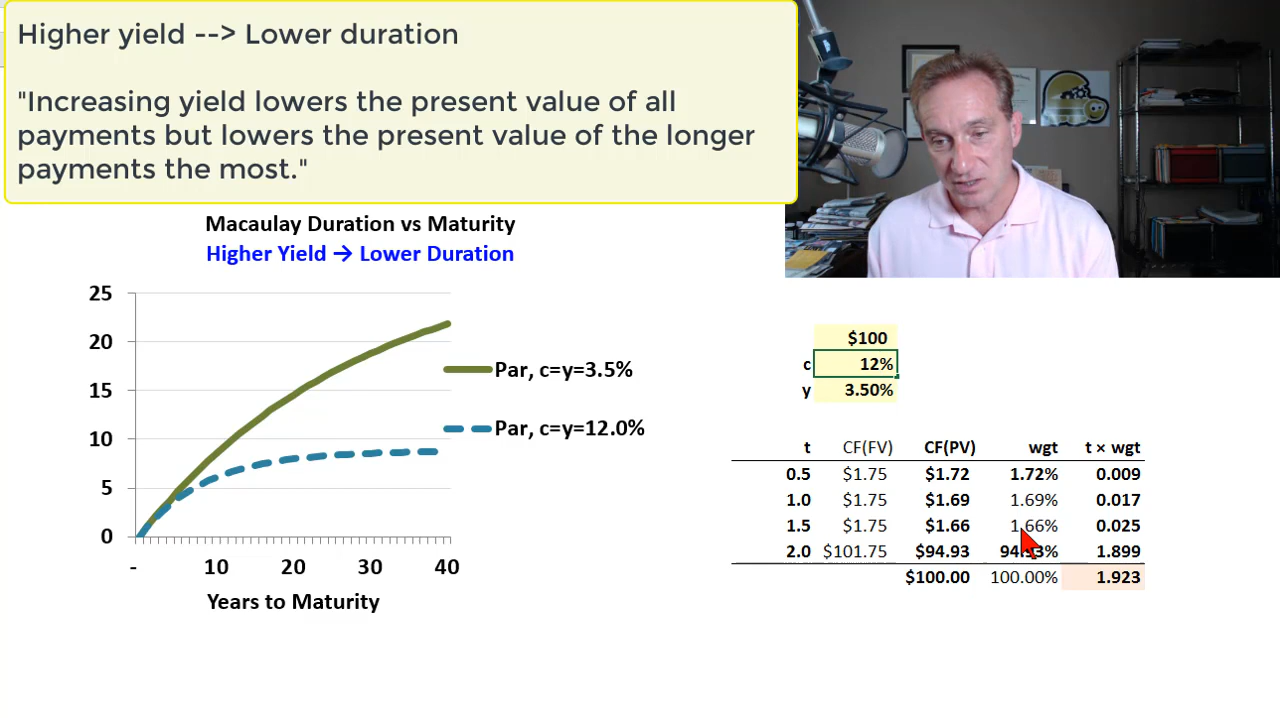 Higher yield --> Lower duration
"Increasing yield lowers the present value of all
payments but lowers the present value of the longer
payments the most."
Macaulay Duration vs Maturity
Higher Yield → Lower Duration
25
20
15
10
5
0
- 10 20 30 40
Years to Maturity
Par, c=y=3.5%
Par, c=y=12.0%
$100
c 12%
y 3.50%
t CF(FV) CF(PV) wgt t × wgt
0.5 $1.75 $1.72 1.72% 0.009
1.0 $1.75 $1.69 1.69% 0.017
1.5 $1.75 $1.66 1.66% 0.025
2.0 $101.75 $94.93 94.93% 1.899
$100.00 100.00% 1.923